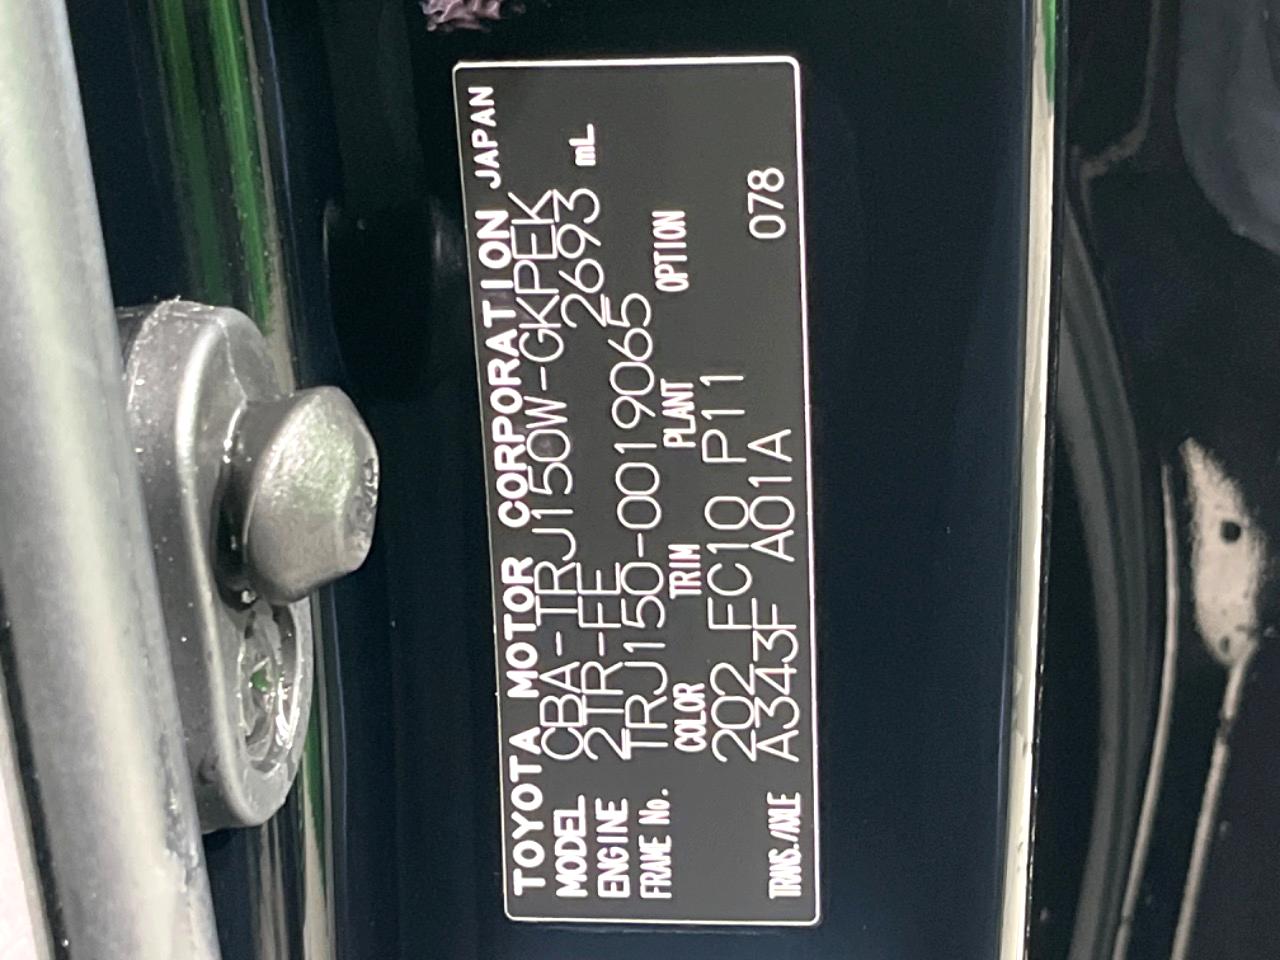 TOYOTA MOTOR CORPORATION JAPAN
MODEL CBA-TRJ150W-GKPEK
ENGINE 2TR-FE 2693 mL
FRAME No. TRJ150-0019065
COLOR TRIM PLANT OPTION
202 FC10 P11
TRANS./AXLE A343F A01A 078